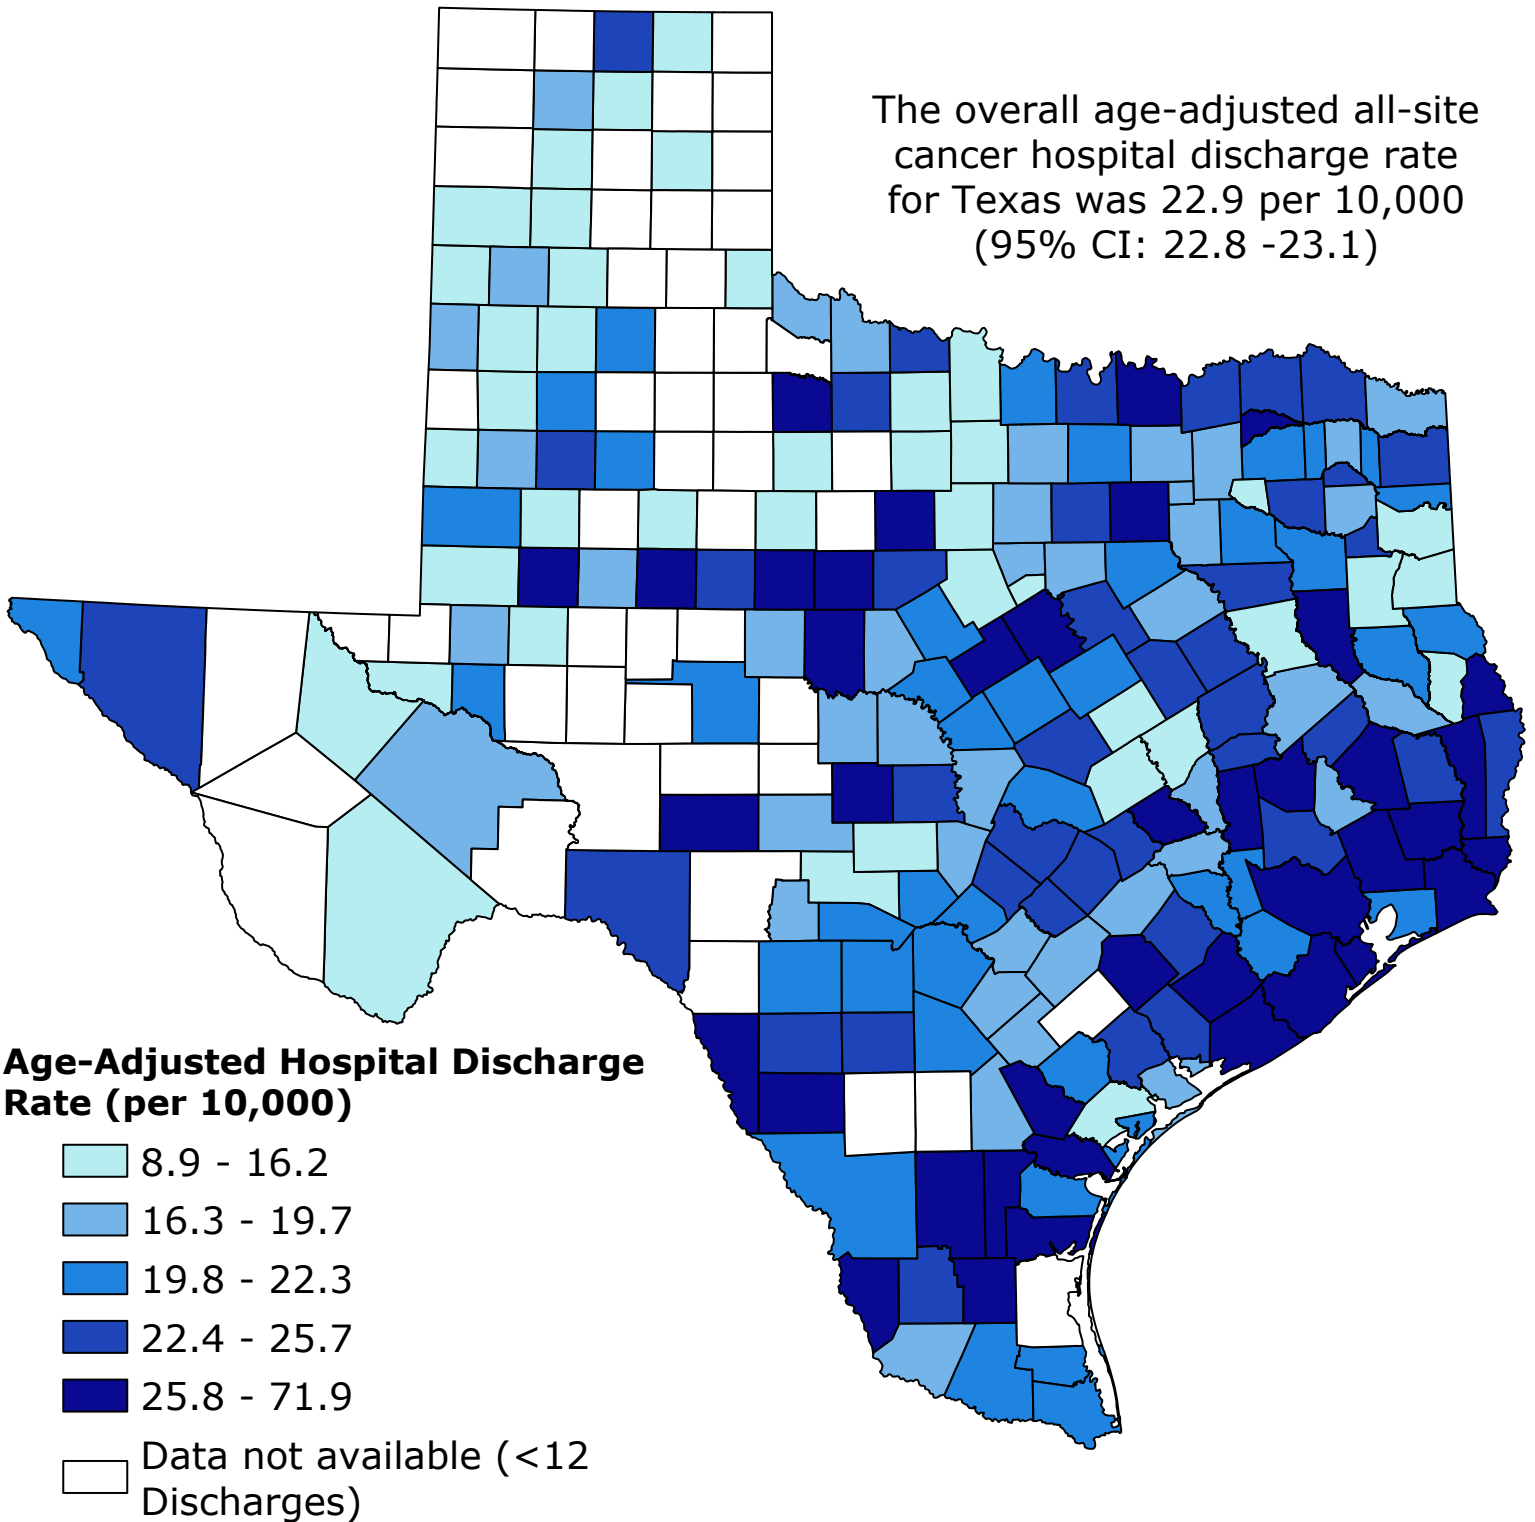 The overall age-adjusted all-site
cancer hospital discharge rate
for Texas was 22.9 per 10,000
(95% CI: 22.8 -23.1)
Age-Adjusted Hospital Discharge
Rate (per 10,000)
8.9 - 16.2
16.3 - 19.7
19.8 - 22.3
22.4 - 25.7
25.8 - 71.9
Data not available (<12
Discharges)